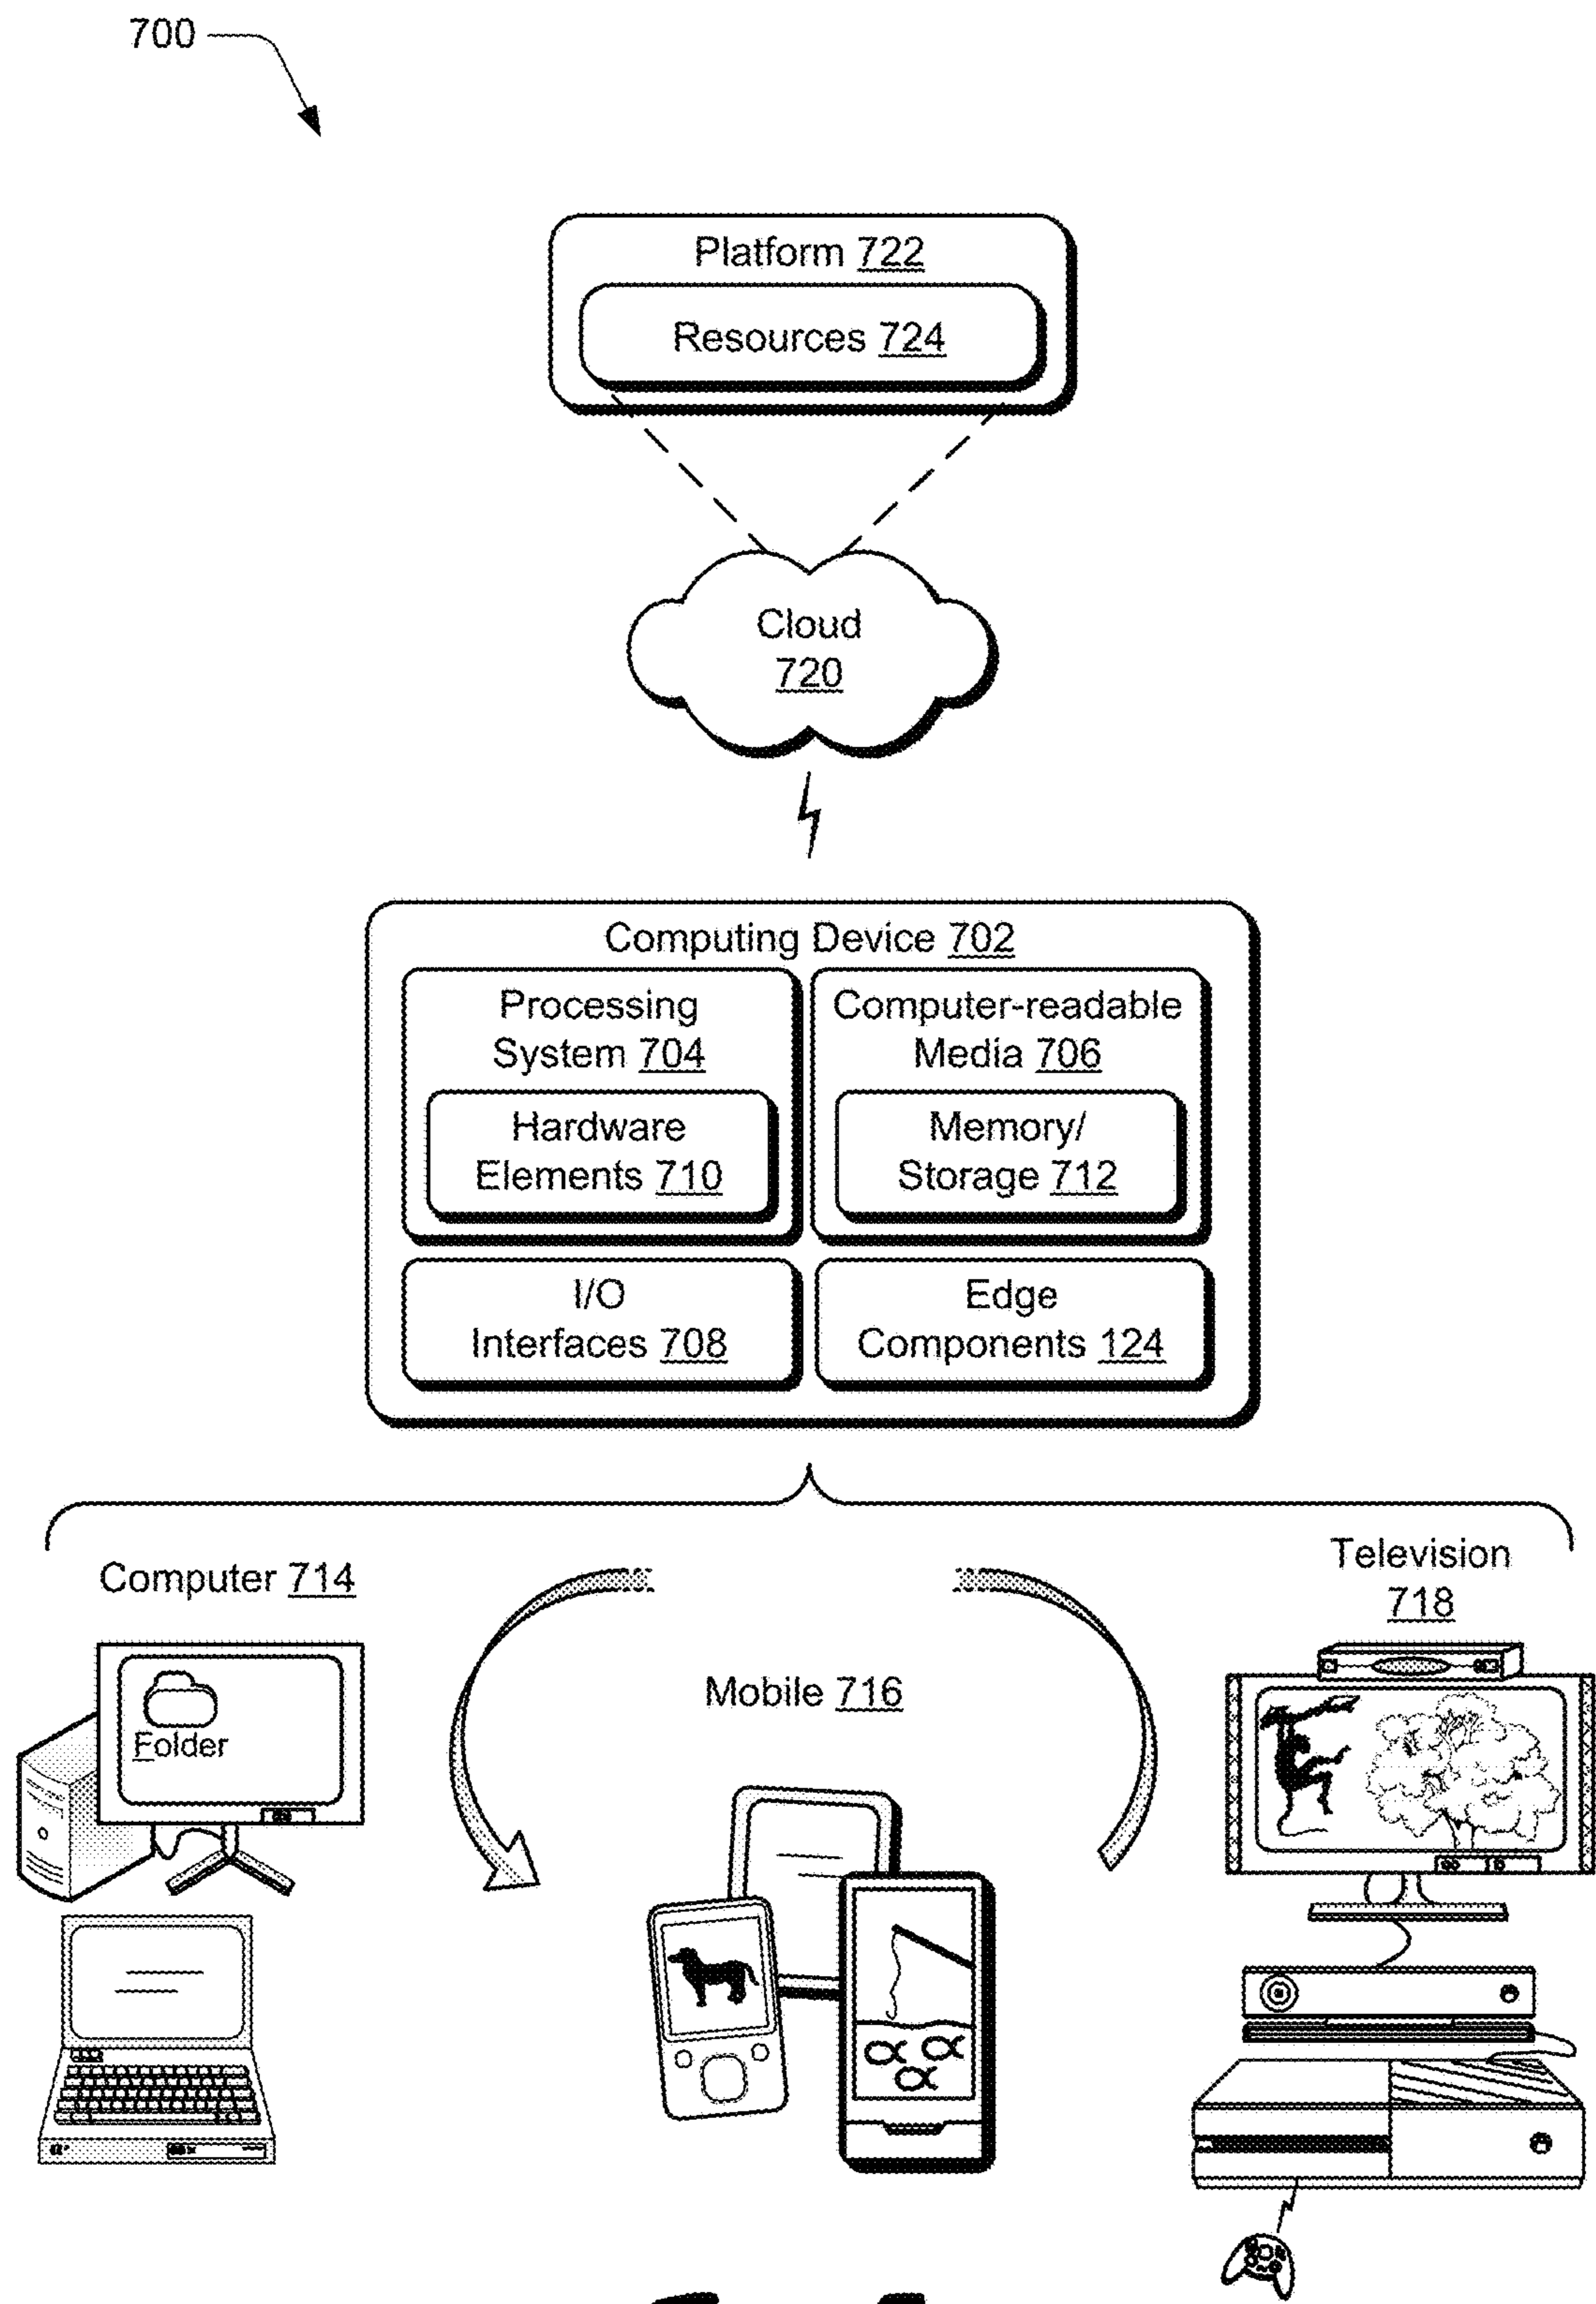 700
Platform 722
Resources 724
Cloud
720
Computing Device 702
Processing
System 704
Hardware
Elements 710
Computer-readable
Media 706
Memory/
Storage 712
I/O
Interfaces 708
Edge
Components 124
Computer 714
Folder
Mobile 716
Television
718